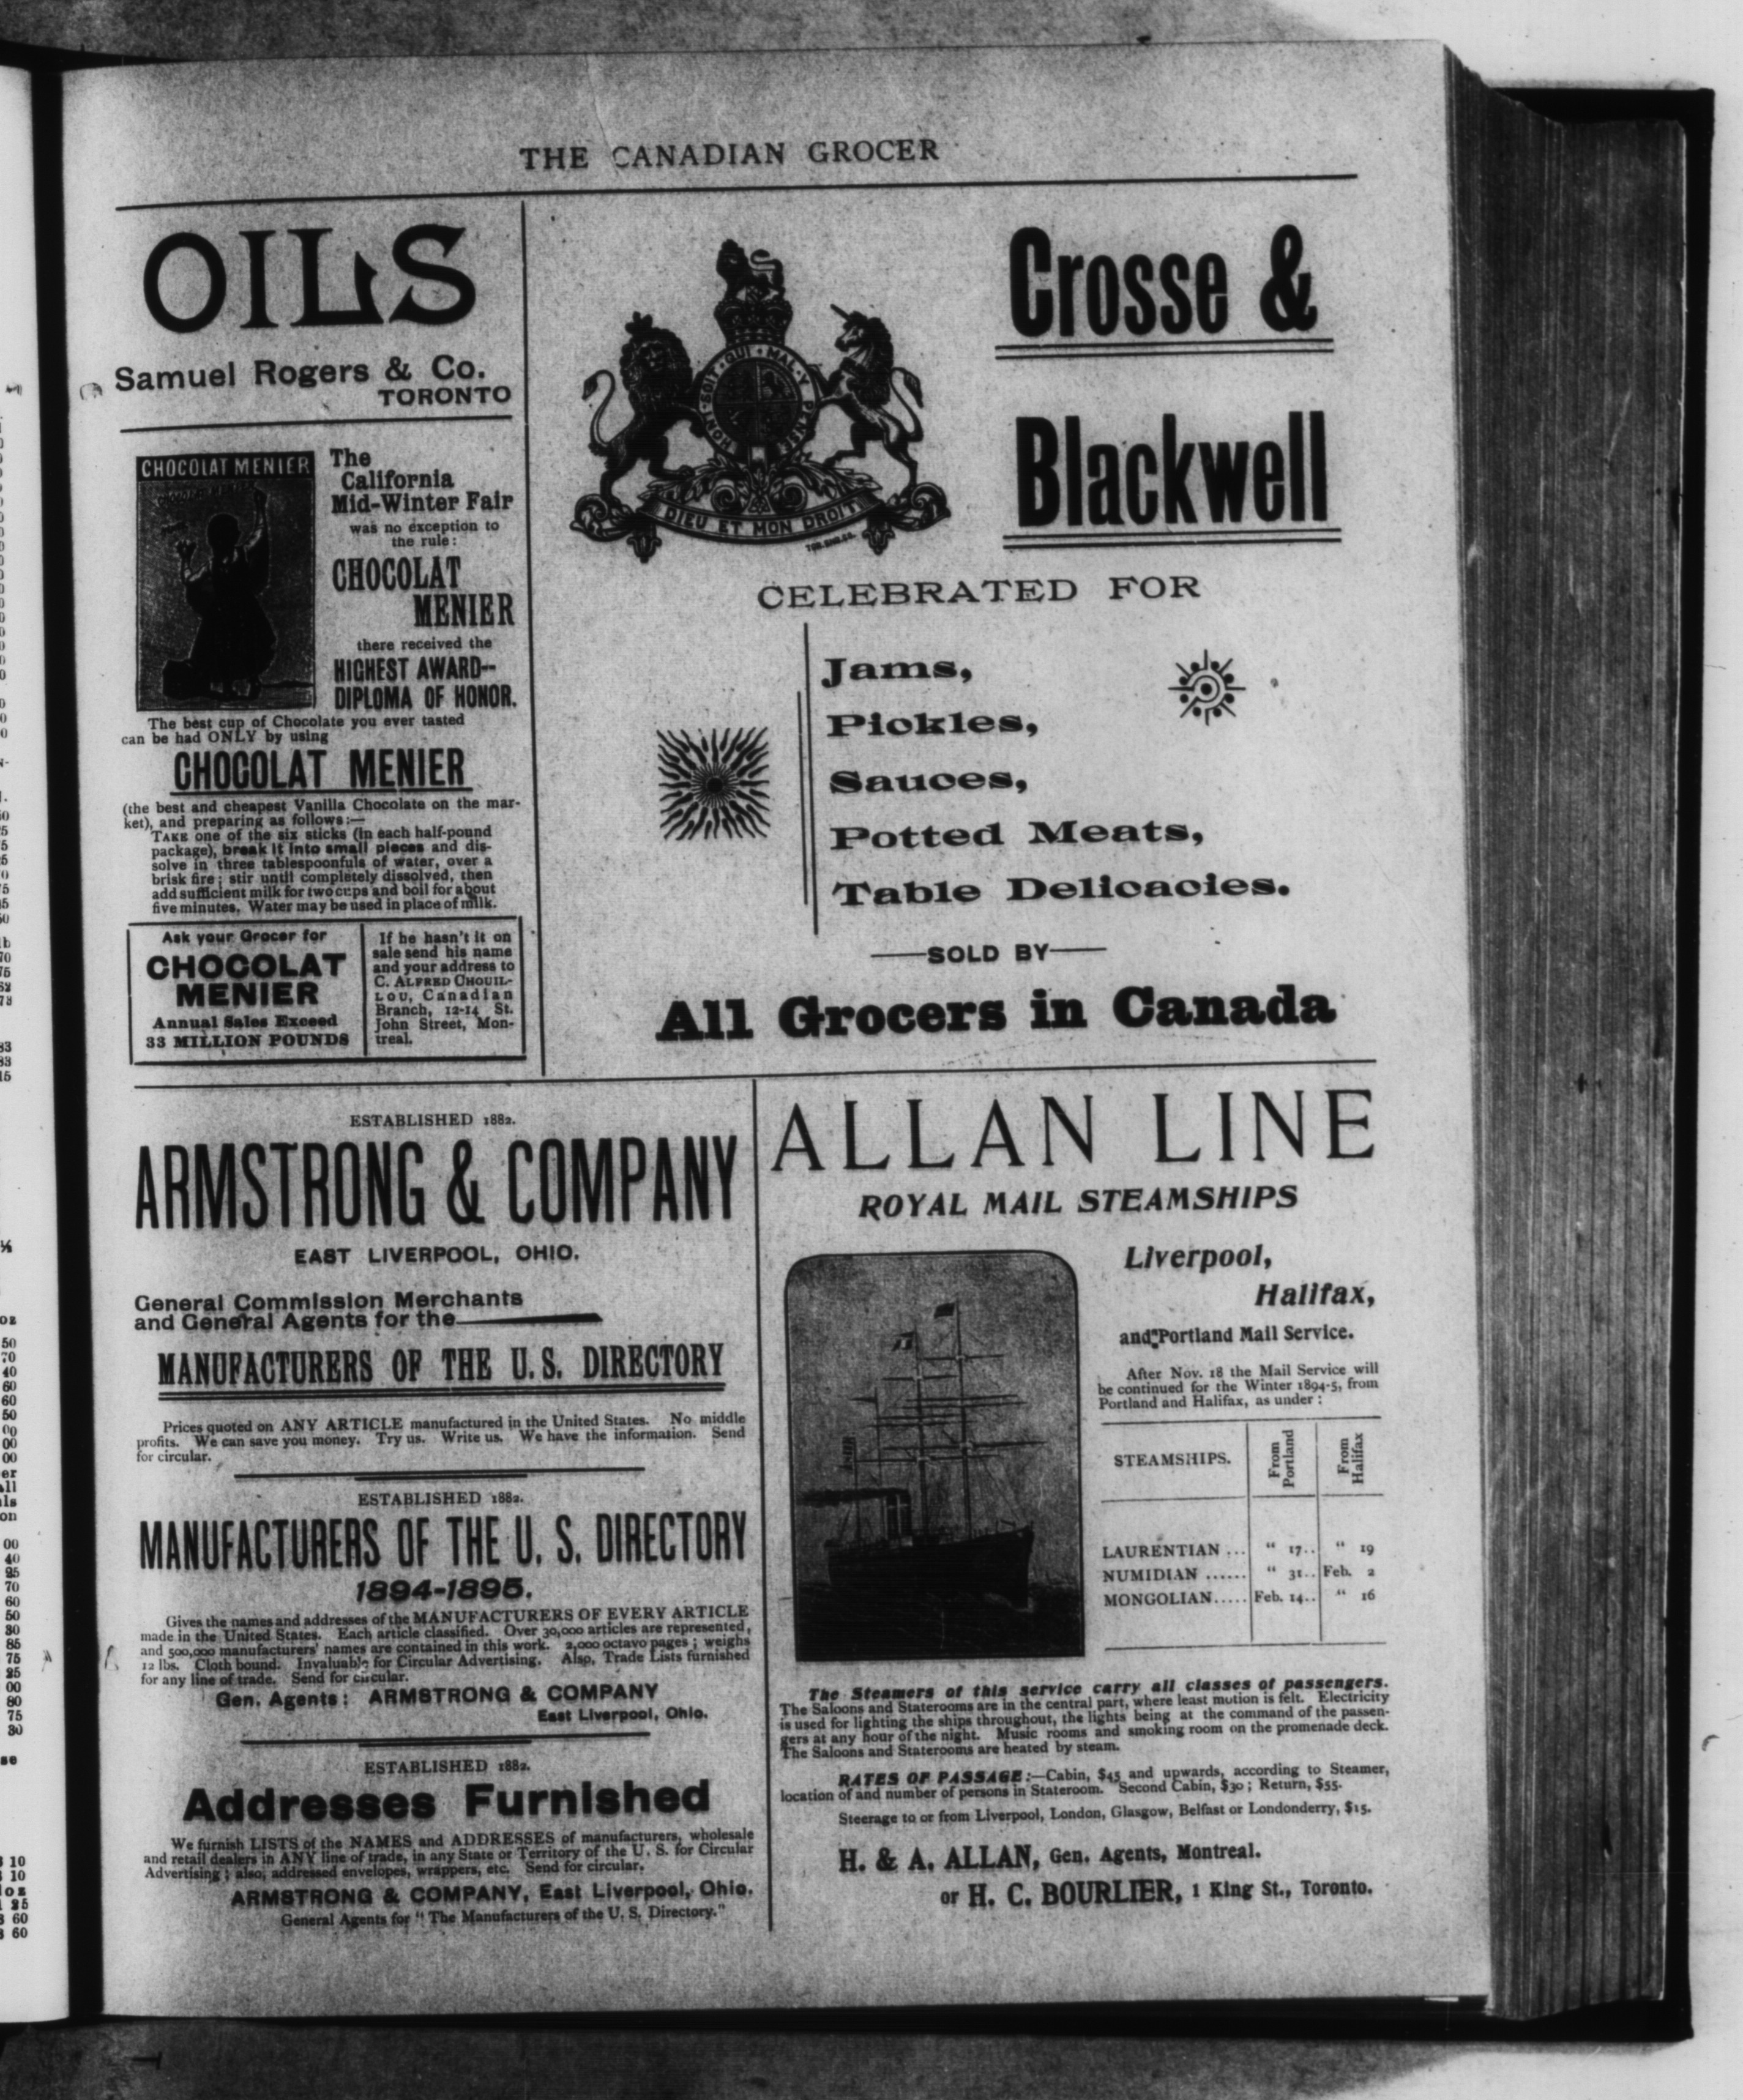 THE CANADIAN GROCER
OILS
Samuel Rogers & Co.
TORONTO
CHOCOLAT MENIER
The
California
Mid-Winter Fair
was no exception to
the rule:
CHOCOLAT
MENIER
there received the
HIGHEST AWARD--
DIPLOMA OF HONOR.
The best cup of Chocolate you ever tasted
can be had ONLY by using
CHOCOLAT MENIER
(the best and cheapest Vanilla Chocolate on the mar-
ket), and preparing as follows:—
TAKE one of the six sticks (in each half-pound
package), break it into small pieces and dis-
solve in three tablespoonfuls of water, over a
brisk fire; stir until completely dissolved, then
add sufficient milk for two cups and boil for about
five minutes. Water may be used in place of milk.
Ask your Grocer for
CHOCOLAT
MENIER
Annual Sales Exceed
33 MILLION POUNDS
If he hasn't it on
sale send his name
and your address to
C. ALFRED CHOUIL-
LOU, Canadian
Branch, 12-14 St.
John Street, Mon-
treal.
Crosse &
Blackwell
HONI·SOIT·QUI·MAL·Y·PENSE
DIEU ET MON DROIT
CELEBRATED FOR
Jams,
Pickles,
Sauces,
Potted Meats,
Table Delicacies.
SOLD BY
All Grocers in Canada
ESTABLISHED 1882.
ARMSTRONG & COMPANY
EAST LIVERPOOL, OHIO.
General Commission Merchants
and General Agents for the
MANUFACTURERS OF THE U.S. DIRECTORY
Prices quoted on ANY ARTICLE manufactured in the United States. No middle
profits. We can save you money. Try us. Write us. We have the information. Send
for circular.
ESTABLISHED 1882.
MANUFACTURERS OF THE U. S. DIRECTORY
1894-1895.
Gives the names and addresses of the MANUFACTURERS OF EVERY ARTICLE
made in the United States. Each article classified. Over 30,000 articles are represented,
and 500,000 manufacturers' names are contained in this work. 2,000 octavo pages; weighs
12 lbs. Cloth bound. Invaluable for Circular Advertising. Also, Trade Lists furnished
for any line of trade. Send for circular.
Gen. Agents: ARMSTRONG & COMPANY
East Liverpool, Ohio.
ESTABLISHED 1882.
Addresses Furnished
We furnish LISTS of the NAMES and ADDRESSES of manufacturers, wholesale
and retail dealers in ANY line of trade, in any State or Territory of the U. S. for Circular
Advertising; also, addressed envelopes, wrappers, etc. Send for circular.
ARMSTRONG & COMPANY, East Liverpool, Ohio.
General Agents for "The Manufacturers of the U. S. Directory."
ALLAN LINE
ROYAL MAIL STEAMSHIPS
Liverpool,
Halifax,
and Portland Mail Service.
After Nov. 18 the Mail Service will
be continued for the Winter 1894-5, from
Portland and Halifax, as under:
STEAMSHIPS. From Portland From Halifax
LAURENTIAN ... " 17.. " 19
NUMIDIAN ...... " 31.. Feb. 2
MONGOLIAN..... Feb. 14.. " 16
The Steamers of this service carry all classes of passengers.
The Saloons and Staterooms are in the central part, where least motion is felt. Electricity
is used for lighting the ships throughout, the lights being at the command of the passen-
gers at any hour of the night. Music rooms and smoking room on the promenade deck.
The Saloons and Staterooms are heated by steam.
RATES OF PASSAGE:—Cabin, $45 and upwards, according to Steamer,
location of and number of persons in Stateroom. Second Cabin, $30; Return, $55.
Steerage to or from Liverpool, London, Glasgow, Belfast or Londonderry, $15.
H. & A. ALLAN, Gen. Agents, Montreal.
or H. C. BOURLIER, 1 King St., Toronto.